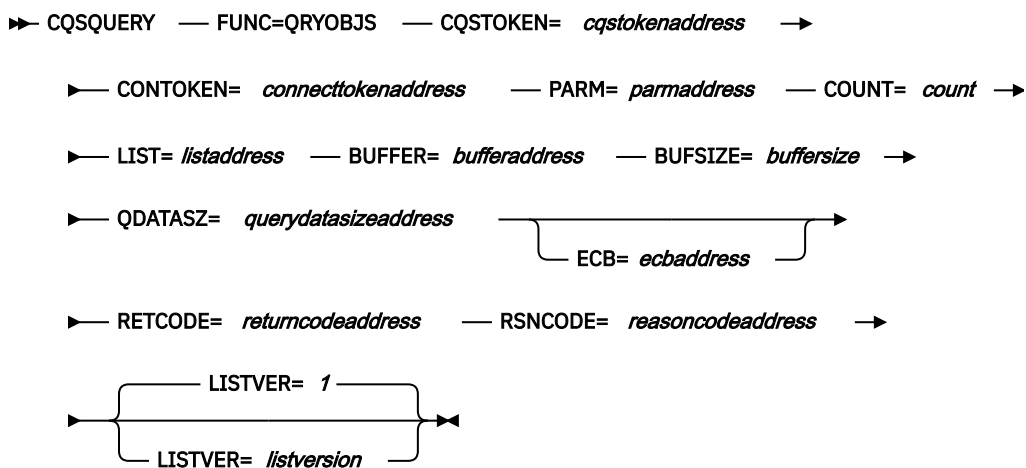 CQSQUERY FUNC=QRYOBJS CQSTOKEN= cqstokenaddress
CONTOKEN= connecttokenaddress PARM= parmaddress COUNT= count
LIST= listaddress BUFFER= bufferaddress BUFSIZE= buffersize
QDATASZ= querydatasizeaddress
ECB= ecbaddress
RETCODE= returncodeaddress RSNCODE= reasoncodeaddress
LISTVER= 1
LISTVER= listversion